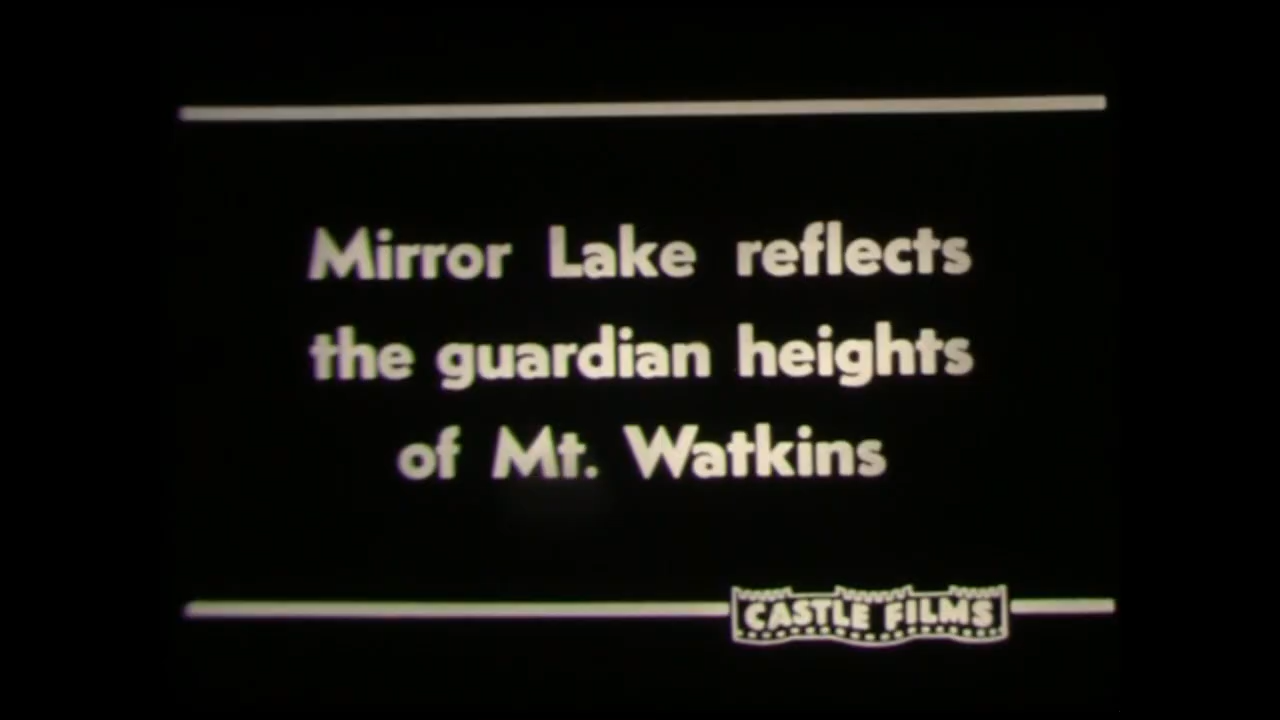 Mirror Lake reflects
the guardian heights
of Mt. Watkins
CASTLE FILMS